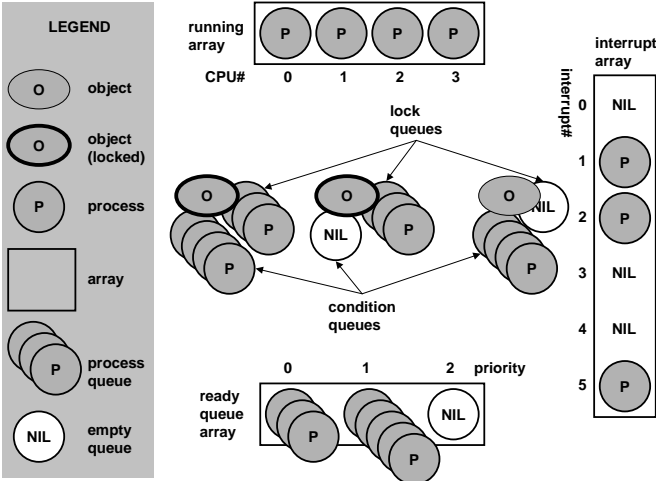 LEGEND
O
object
O
object
(locked)
P
process
array
P
process
queue
NIL
empty
queue
running
array
P P P P
CPU# 0 1 2 3
lock
queues
O
P
P
O
P
NIL
O
NIL
P
condition
queues
0 1 2 priority
ready
queue
array
P
P
NIL
interrupt
array
interrupt#
0 NIL
1 P
2 P
3 NIL
4 NIL
5 P